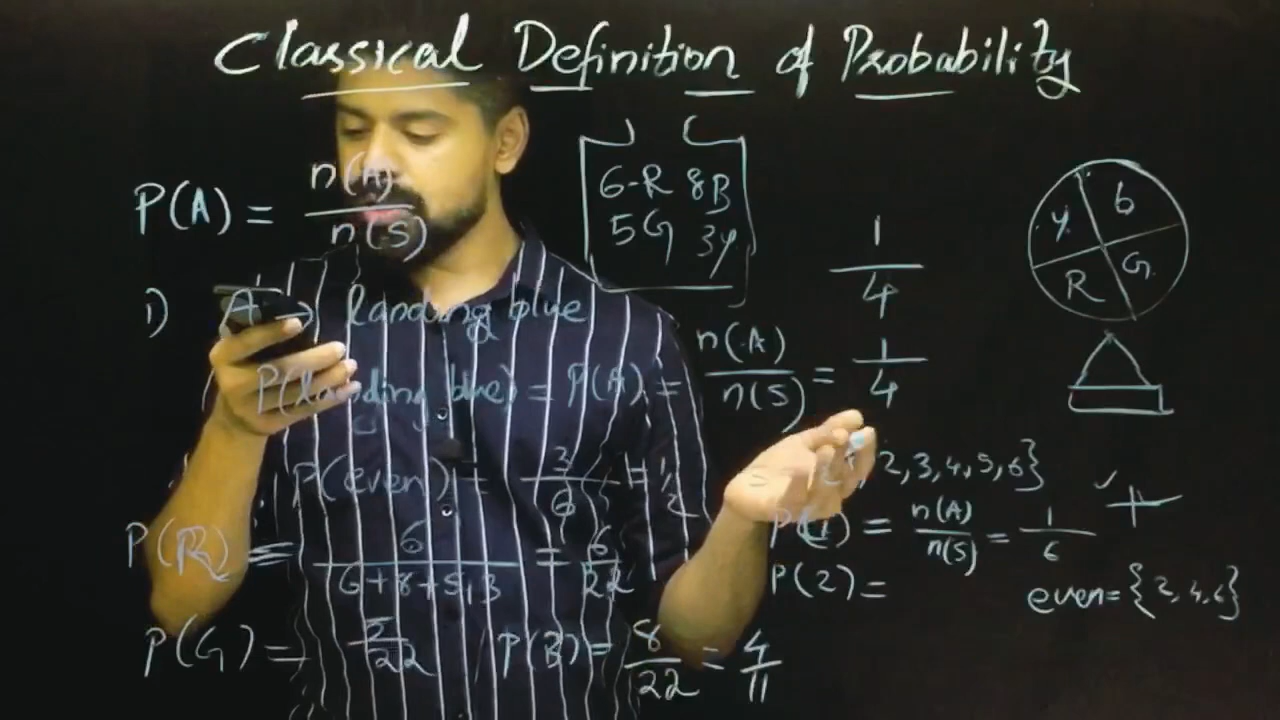 Classical Definition of Probability
P(A) = n(A) / n(S)
6-R 8B
5G 3Y
1/4
y b
R G
1) A → landing blue
P(landing blue) = P(A) = n(A) / n(S) = 1/4
2, 3, 4, 5, 6}
P(even) = 3/6 = 1/2
P(1) = n(A) / n(S) = 1/6
P(R) = 6 / 6+8+5+3 = 6/22
P(2) =
even = {2, 4, 6}
P(G) = 5/22 P(B) = 8/22 = 4/11